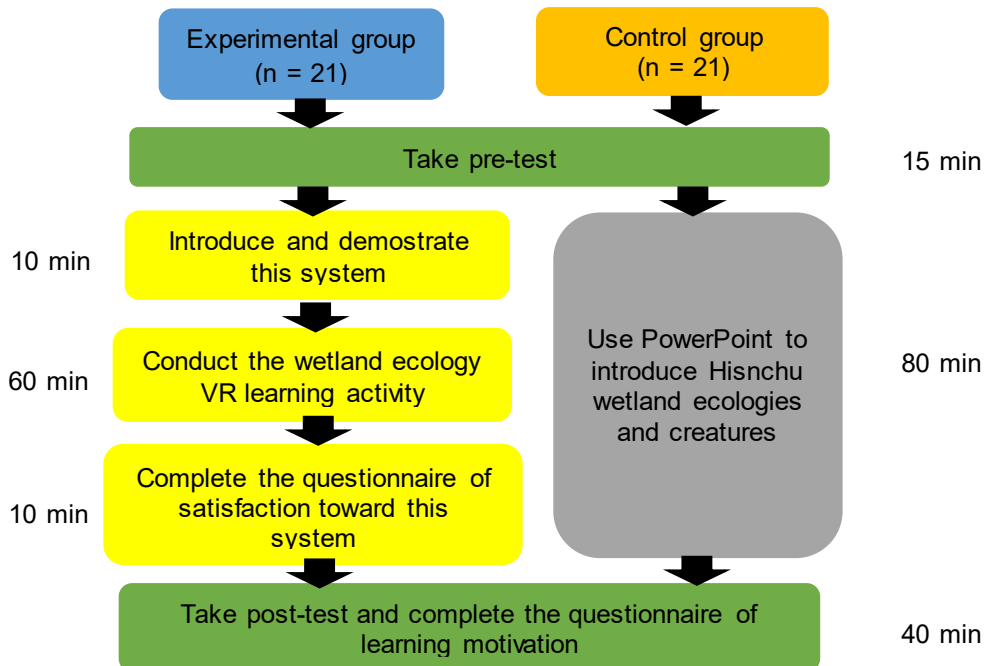 Experimental group
(n = 21)
Control group
(n = 21)
Take pre-test
15 min
10 min
Introduce and demostrate
this system
60 min
Conduct the wetland ecology
VR learning activity
10 min
Complete the questionnaire of
satisfaction toward this
system
Use PowerPoint to
introduce Hisnchu
wetland ecologies
and creatures
80 min
Take post-test and complete the questionnaire of
learning motivation
40 min